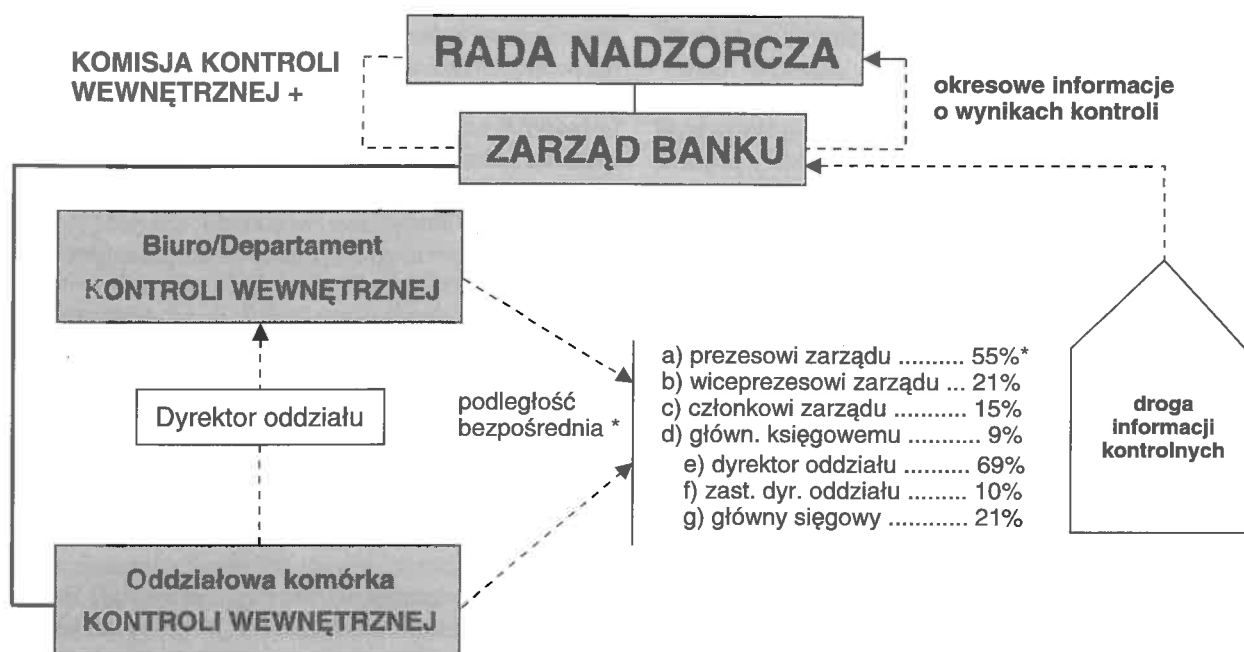 RADA NADZORCZA
KOMISJA KONTROLI
WEWNĘTRZNEJ +
okresowe informacje
o wynikach kontroli
ZARZĄD BANKU
Biuro/Departament
KONTROLI WEWNĘTRZNEJ
Dyrektor oddziału
podległość
bezpośrednia *
a) prezesowi zarządu .......... 55%*
b) wiceprezesowi zarządu ... 21%
c) członkowi zarządu ........... 15%
d) główn. księgowemu .......... 9%
e) dyrektor oddziału .......... 69%
f) zast. dyr. oddziału ......... 10%
g) główny sięgowy ............ 21%
droga
informacji
kontrolnych
Oddziałowa komórka
KONTROLI WEWNĘTRZNEJ